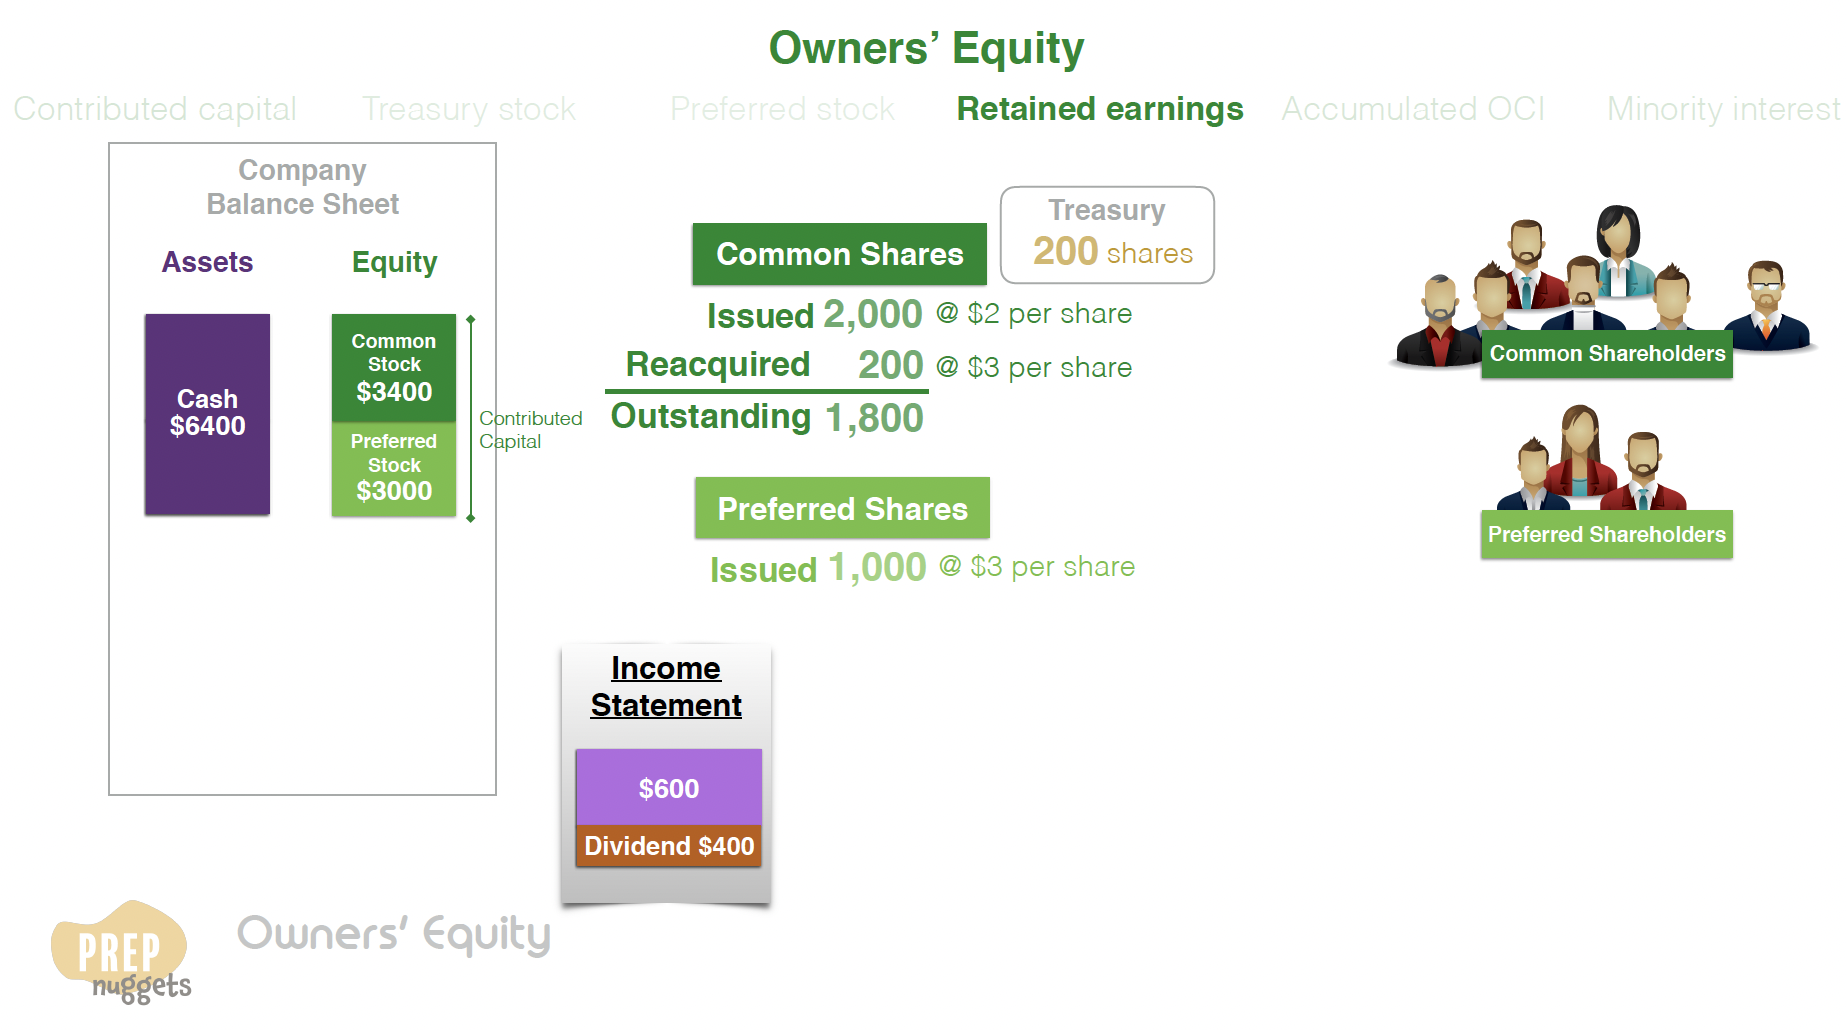 Owners’ Equity
Contributed capital
Treasury stock
Preferred stock
Retained earnings
Accumulated OCI
Minority interest
Company
Balance Sheet
Assets
Equity
Cash
$6400
Common
Stock
$3400
Preferred
Stock
$3000
Contributed
Capital
Common Shares
Treasury
200 shares
Issued 2,000 @ $2 per share
Reacquired 200 @ $3 per share
Outstanding 1,800
Preferred Shares
Issued 1,000 @ $3 per share
Common Shareholders
Preferred Shareholders
Income
Statement
$600
Dividend $400
PREP
nuggets
Owners’ Equity